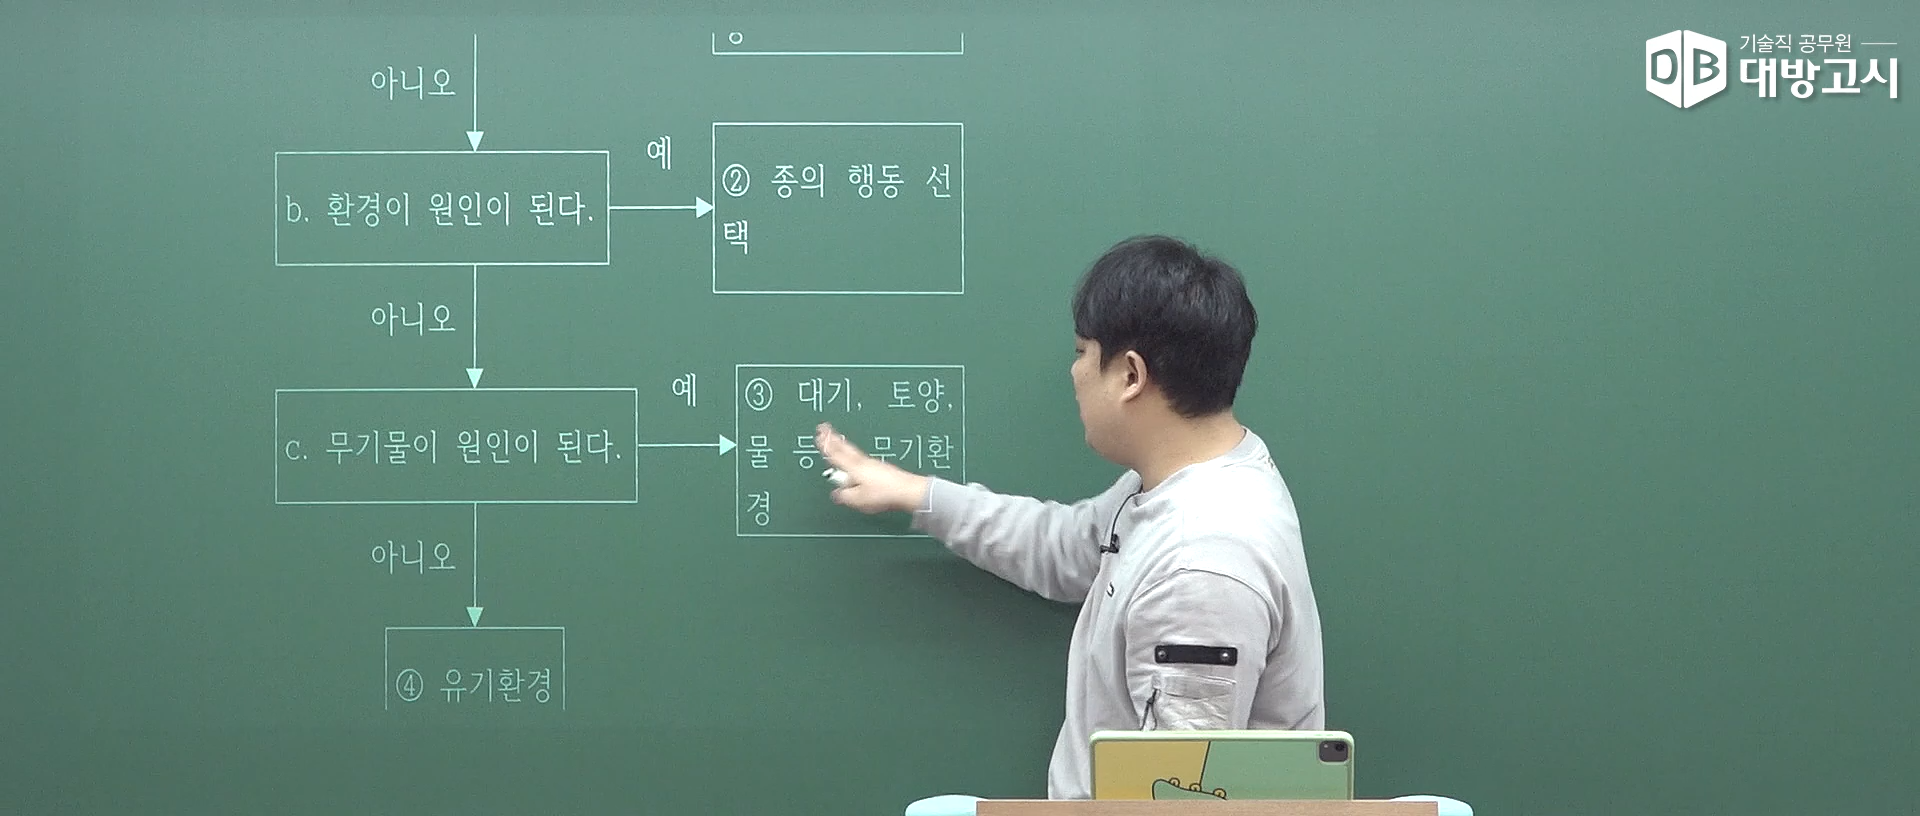 기술직 공무원
DB 대방고시
아니오
예
b. 환경이 원인이 된다.
② 종의 행동 선
택
아니오
예
c. 무기물이 원인이 된다.
③ 대기, 토양,
물 무기환
경
아니오
④ 유기환경